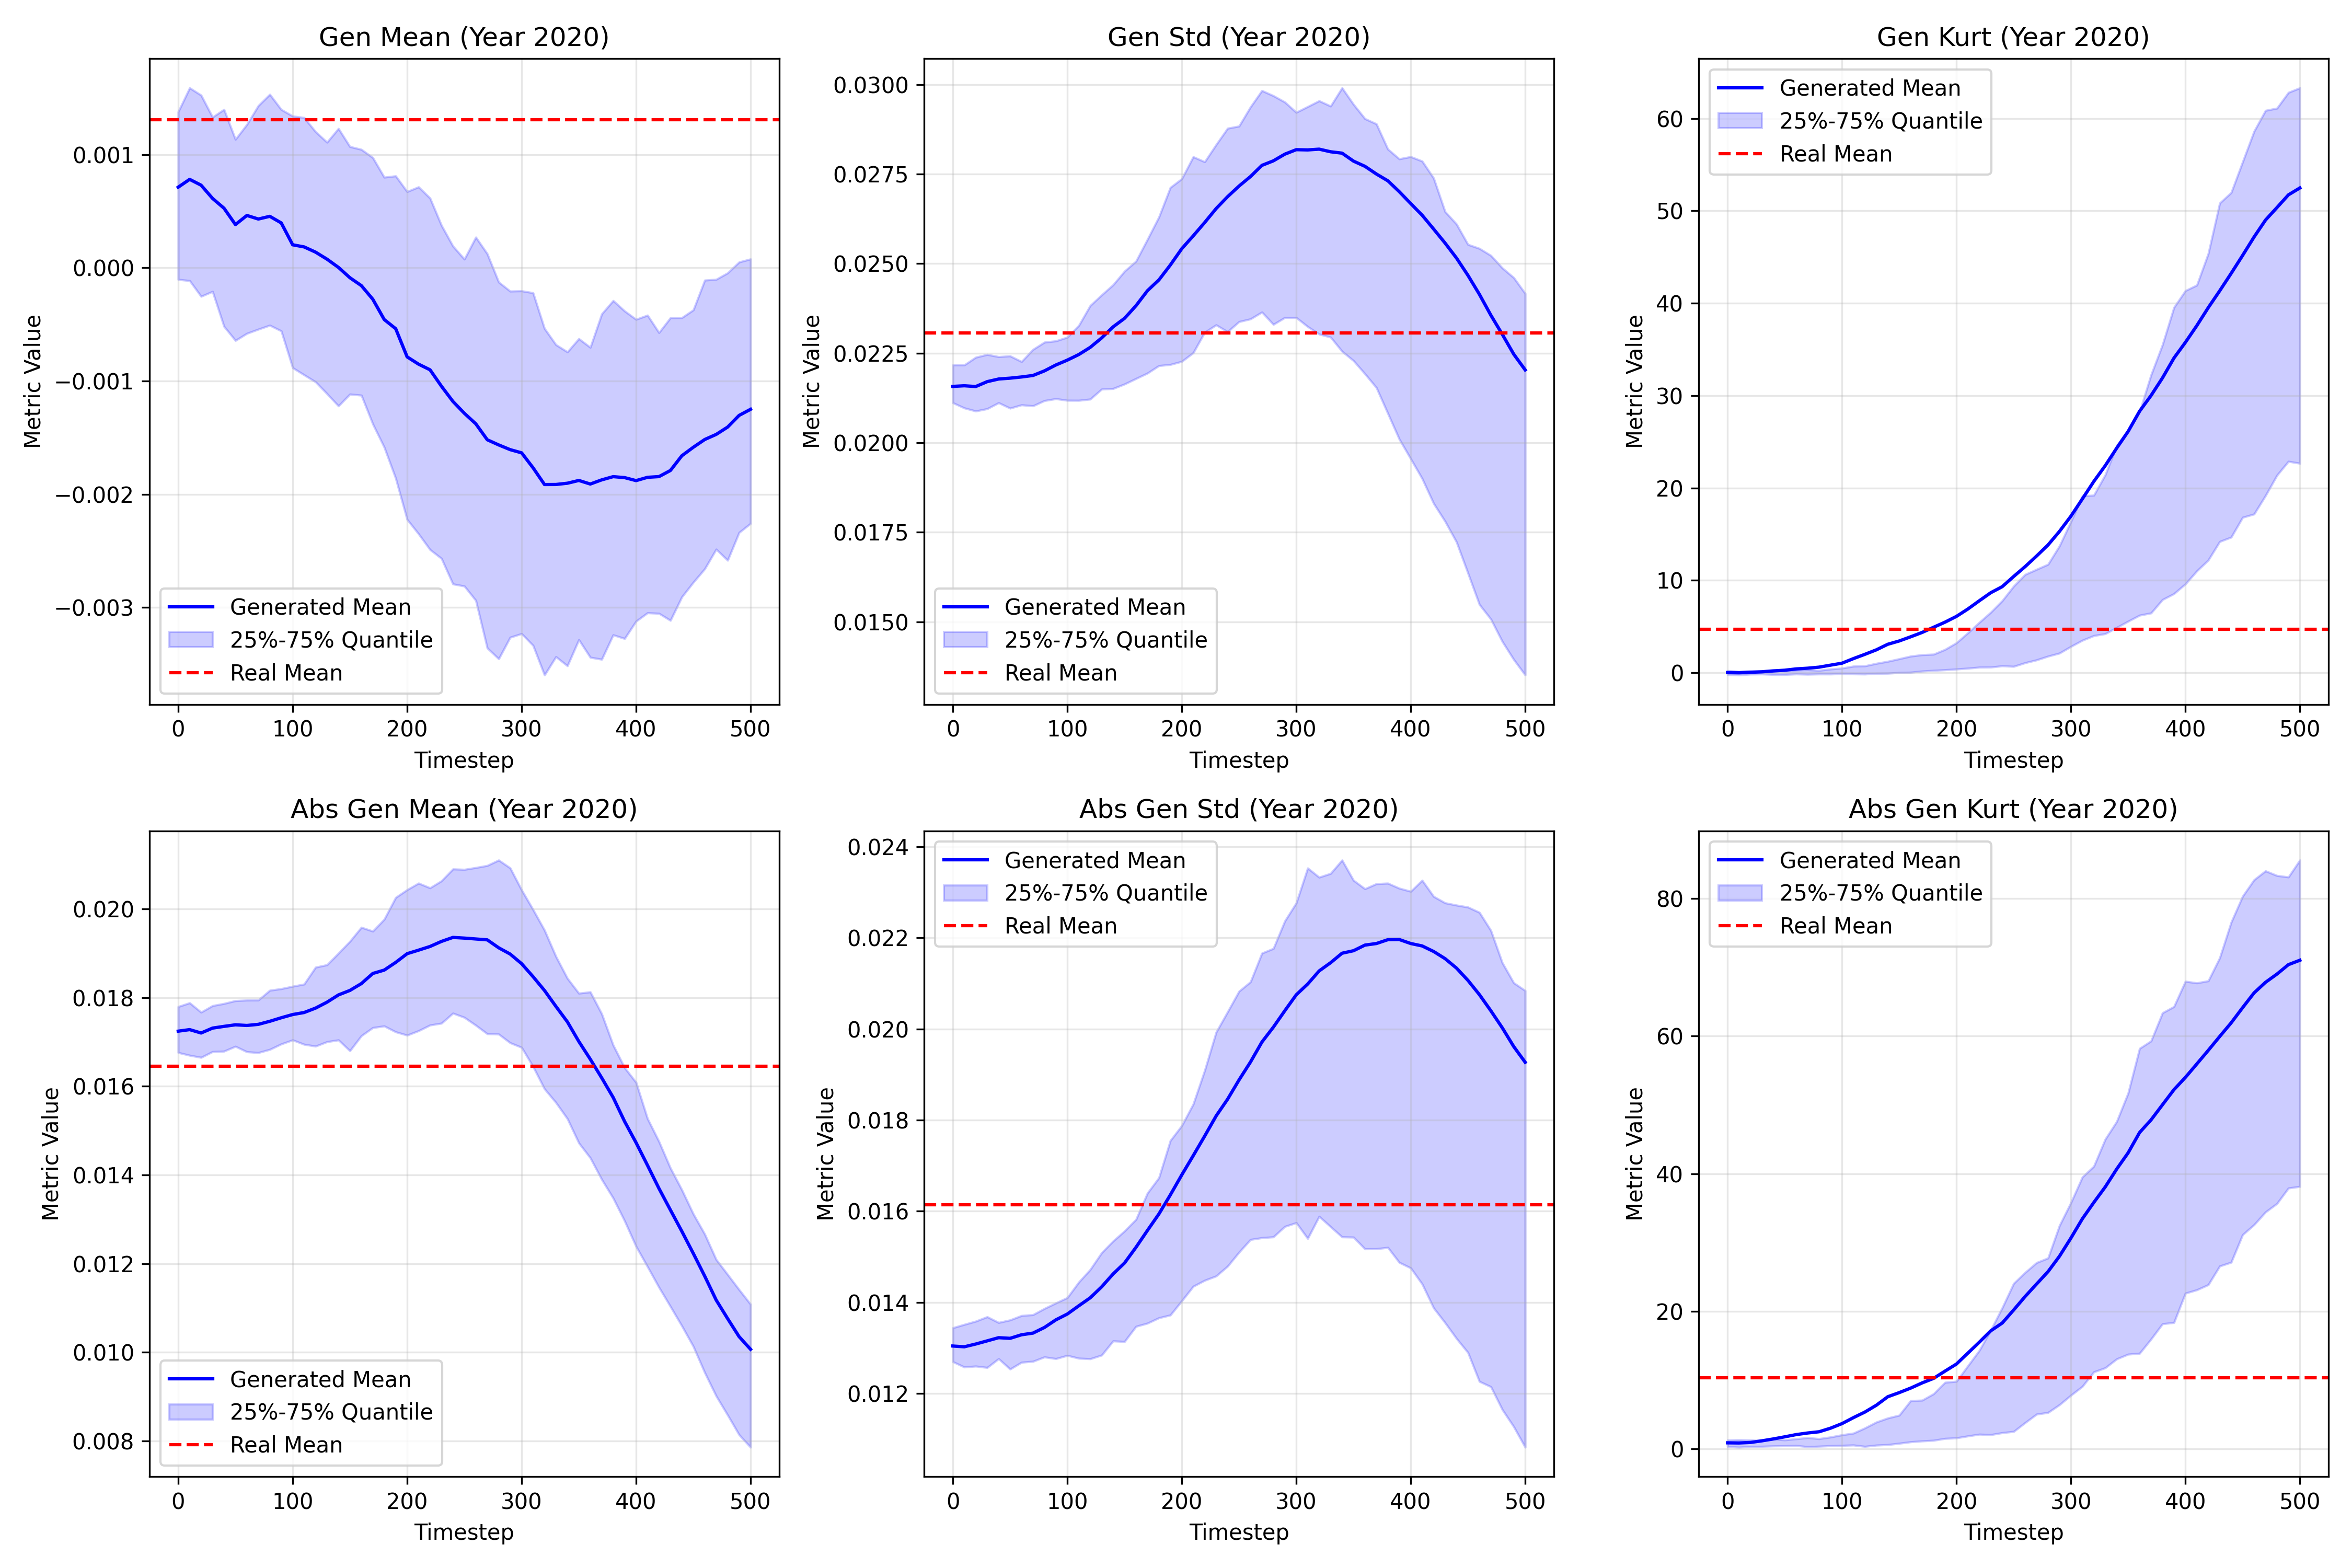 Gen Mean (Year 2020)
Metric Value
0.001
0.000
−0.001
−0.002
−0.003
Generated Mean
25%-75% Quantile
Real Mean
0 100 200 300 400 500
Timestep
Gen Std (Year 2020)
Metric Value
0.0300
0.0275
0.0250
0.0225
0.0200
0.0175
0.0150
Generated Mean
25%-75% Quantile
Real Mean
0 100 200 300 400 500
Timestep
Gen Kurt (Year 2020)
Metric Value
Generated Mean
25%-75% Quantile
Real Mean
60
50
40
30
20
10
0
0 100 200 300 400 500
Timestep
Abs Gen Mean (Year 2020)
Metric Value
0.020
0.018
0.016
0.014
0.012
0.010
0.008
Generated Mean
25%-75% Quantile
Real Mean
0 100 200 300 400 500
Timestep
Abs Gen Std (Year 2020)
Metric Value
Generated Mean
25%-75% Quantile
Real Mean
0.024
0.022
0.020
0.018
0.016
0.014
0.012
0 100 200 300 400 500
Timestep
Abs Gen Kurt (Year 2020)
Metric Value
Generated Mean
25%-75% Quantile
Real Mean
80
60
40
20
0
0 100 200 300 400 500
Timestep